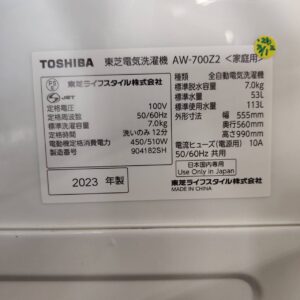 TOSHIBA 東芝電気洗濯機 AW-700Z2 <家庭用>
PS
E
JET
東芝ライフスタイル株式会社
定格電圧 100V
定格周波数 50/60Hz
標準洗濯容量 7.0kg
定格時間 洗いのみ 12分
電動機定格消費電力 450/510W
製造番号 904182SH
2023 年製
種類 全自動電気洗濯機
標準脱水容量 7.0kg
標準水量 53L
標準使用水量 113L
外形寸法 幅 555mm
奥行560mm
高さ990mm
電流ヒューズ(電源用) 10A
50/60Hz 共用
日本国内専用
Use Only in Japan
東芝ライフスタイル株式会社
MADE IN CHINA